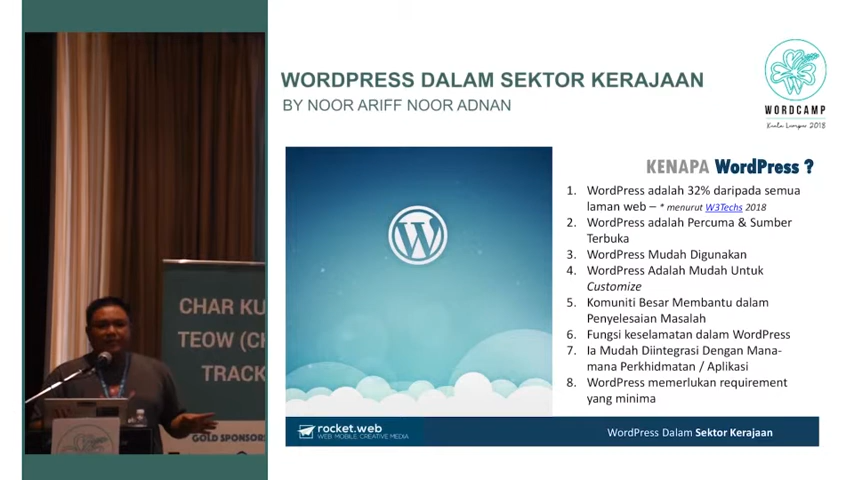 WORDPRESS DALAM SEKTOR KERAJAAN
BY NOOR ARIFF NOOR ADNAN
WORDCAMP
Kuala Lumpur 2018
KENAPA WordPress ?
1. WordPress adalah 32% daripada semua
laman web – * menurut W3Techs 2018
2. WordPress adalah Percuma & Sumber
Terbuka
3. WordPress Mudah Digunakan
4. WordPress Adalah Mudah Untuk
Customize
5. Komuniti Besar Membantu dalam
Penyelesaian Masalah
6. Fungsi keselamatan dalam WordPress
7. Ia Mudah Diintegrasi Dengan Mana-
mana Perkhidmatan / Aplikasi
8. WordPress memerlukan requirement
yang minima
rocket.web
WEB MOBILE CREATIVE MEDIA
WordPress Dalam Sektor Kerajaan
CHAR KU
TEOW (C
TRACK
GOLD SPONSORS